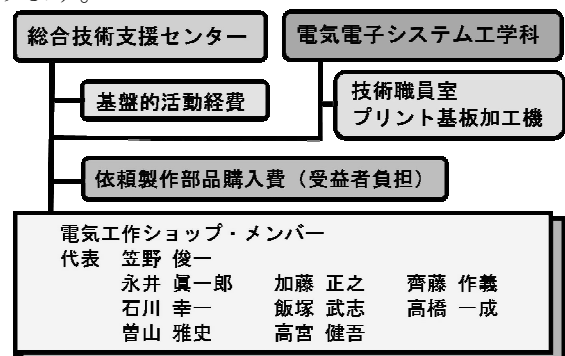 総合技術支援センター
電気電子システム工学科
基盤的活動経費
技術職員室
プリント基板加工機
依頼製作部品購入費（受益者負担）
電気工作ショップ・メンバー
代表 笠野 俊一
永井 眞一郎 加藤 正之 齊藤 作義
石川 幸一 飯塚 武志 高橋 一成
曽山 雅史 高宮 健吾